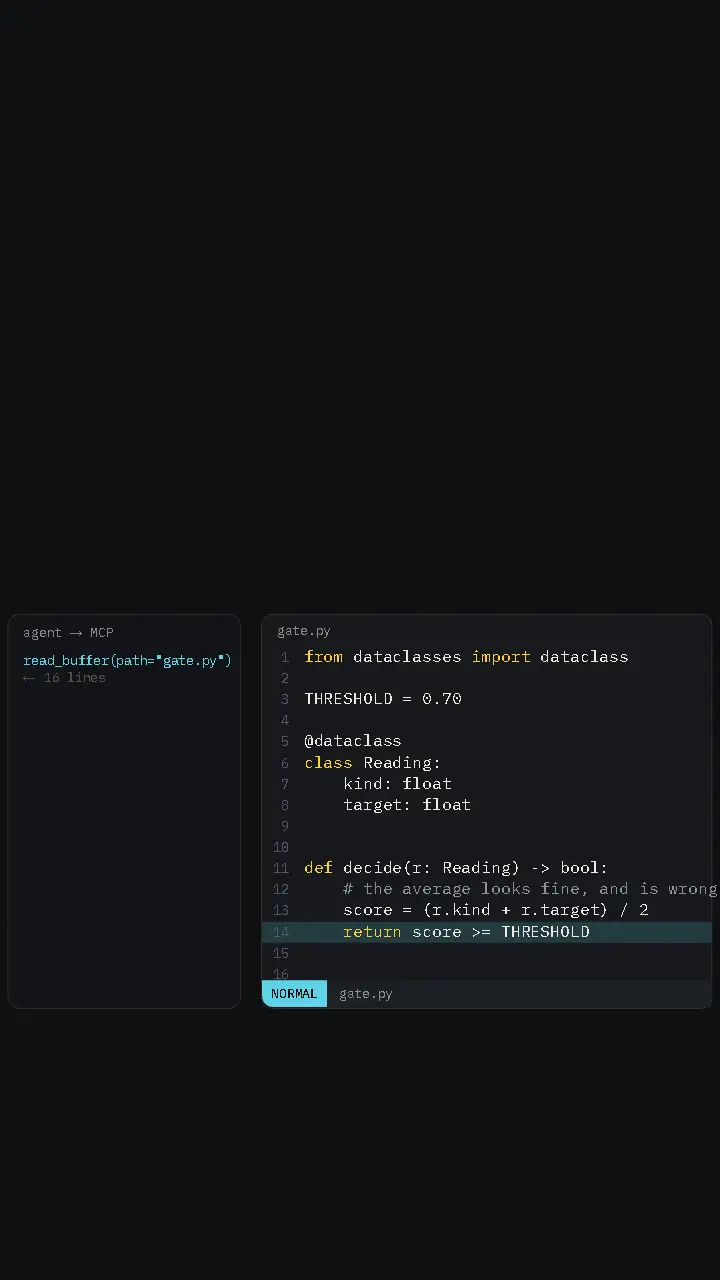 agent → MCP
read_buffer(path="gate.py")
← 16 lines
gate.py
1 from dataclasses import dataclass
2
3 THRESHOLD = 0.70
4
5 @dataclass
6 class Reading:
7     kind: float
8     target: float
9
10
11 def decide(r: Reading) -> bool:
12     # the average looks fine, and is wrong
13     score = (r.kind + r.target) / 2
14     return score >= THRESHOLD
15
16
NORMAL gate.py